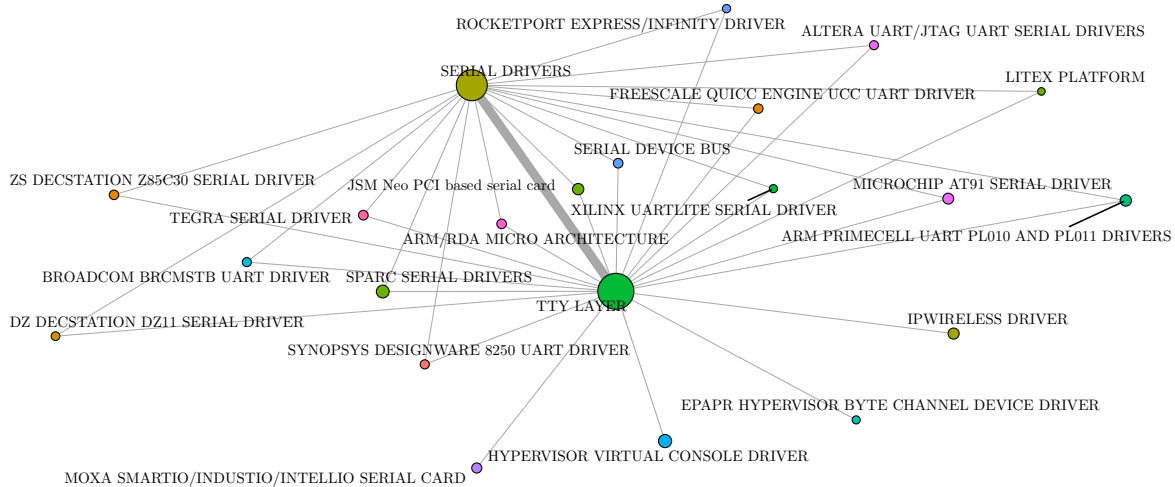 ROCKETPORT EXPRESS/INFINITY DRIVER
ALTERA UART/JTAG UART SERIAL DRIVERS
SERIAL DRIVERS
LITEX PLATFORM
FREESCALE QUICC ENGINE UCC UART DRIVER
SERIAL DEVICE BUS
ZS DECSTATION Z85C30 SERIAL DRIVER
JSM Neo PCI based serial card
MICROCHIP AT91 SERIAL DRIVER
XILINX UARTLITE SERIAL DRIVER
TEGRA SERIAL DRIVER
ARM/RDA MICRO ARCHITECTURE
ARM PRIMECELL UART PL010 AND PL011 DRIVERS
BROADCOM BRCMSTB UART DRIVER
SPARC SERIAL DRIVERS
TTY LAYER
DZ DECSTATION DZ11 SERIAL DRIVER
IPWIRELESS DRIVER
SYNOPSYS DESIGNWARE 8250 UART DRIVER
EPAPR HYPERVISOR BYTE CHANNEL DEVICE DRIVER
HYPERVISOR VIRTUAL CONSOLE DRIVER
MOXA SMARTIO/INDUSTIO/INTELLIO SERIAL CARD